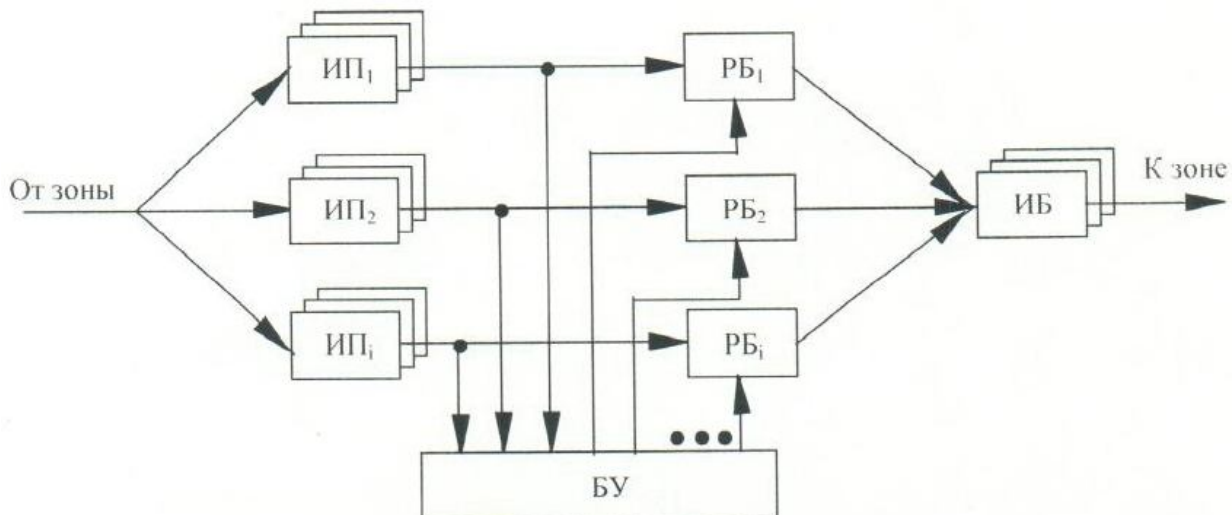 ИП₁
РБ₁
От зоны
ИП₂
РБ₂
ИБ
К зоне
ИПᵢ
РБᵢ
БУ